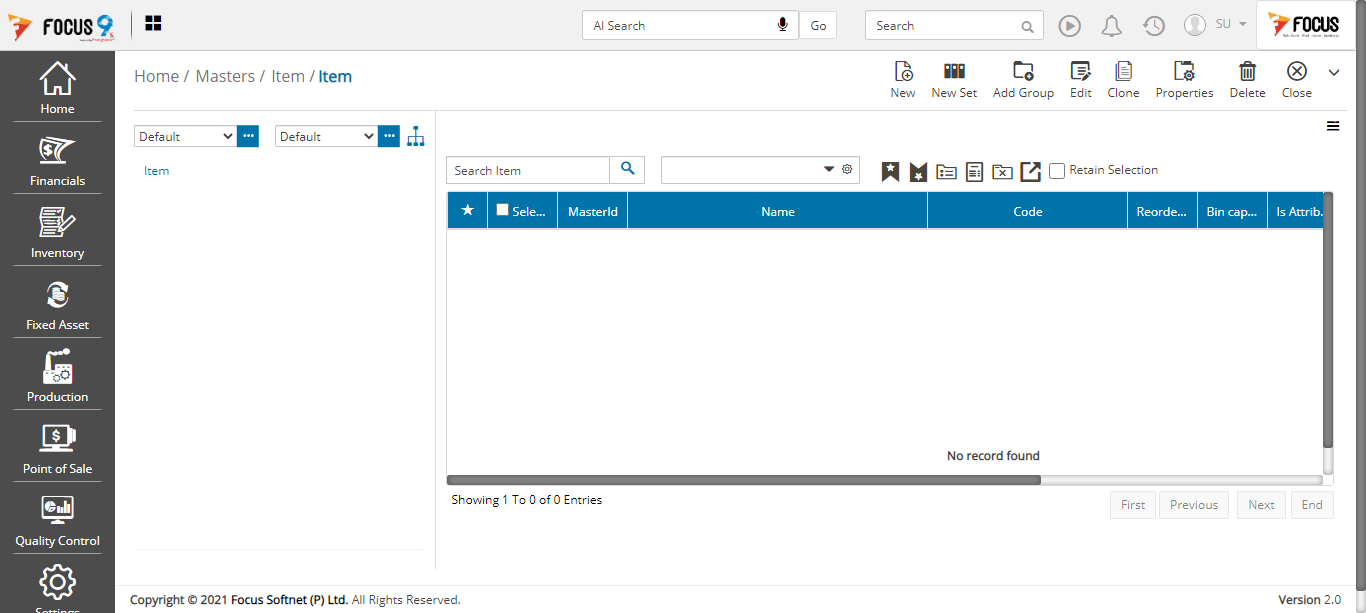 FOCUS 9
AI Search
Go
Search
SU
FOCUS
Home / Masters / Item / Item
New
New Set
Add Group
Edit
Clone
Properties
Delete
Close
Home
Financials
Inventory
Fixed Asset
Production
Point of Sale
Quality Control
Settings
Default
Default
Item
Search Item
Retain Selection
Sele...
MasterId
Name
Code
Reorde...
Bin cap...
Is Attrib.
No record found
Showing 1 To 0 of 0 Entries
First
Previous
Next
End
Copyright © 2021 Focus Softnet (P) Ltd. All Rights Reserved.
Version 2.0